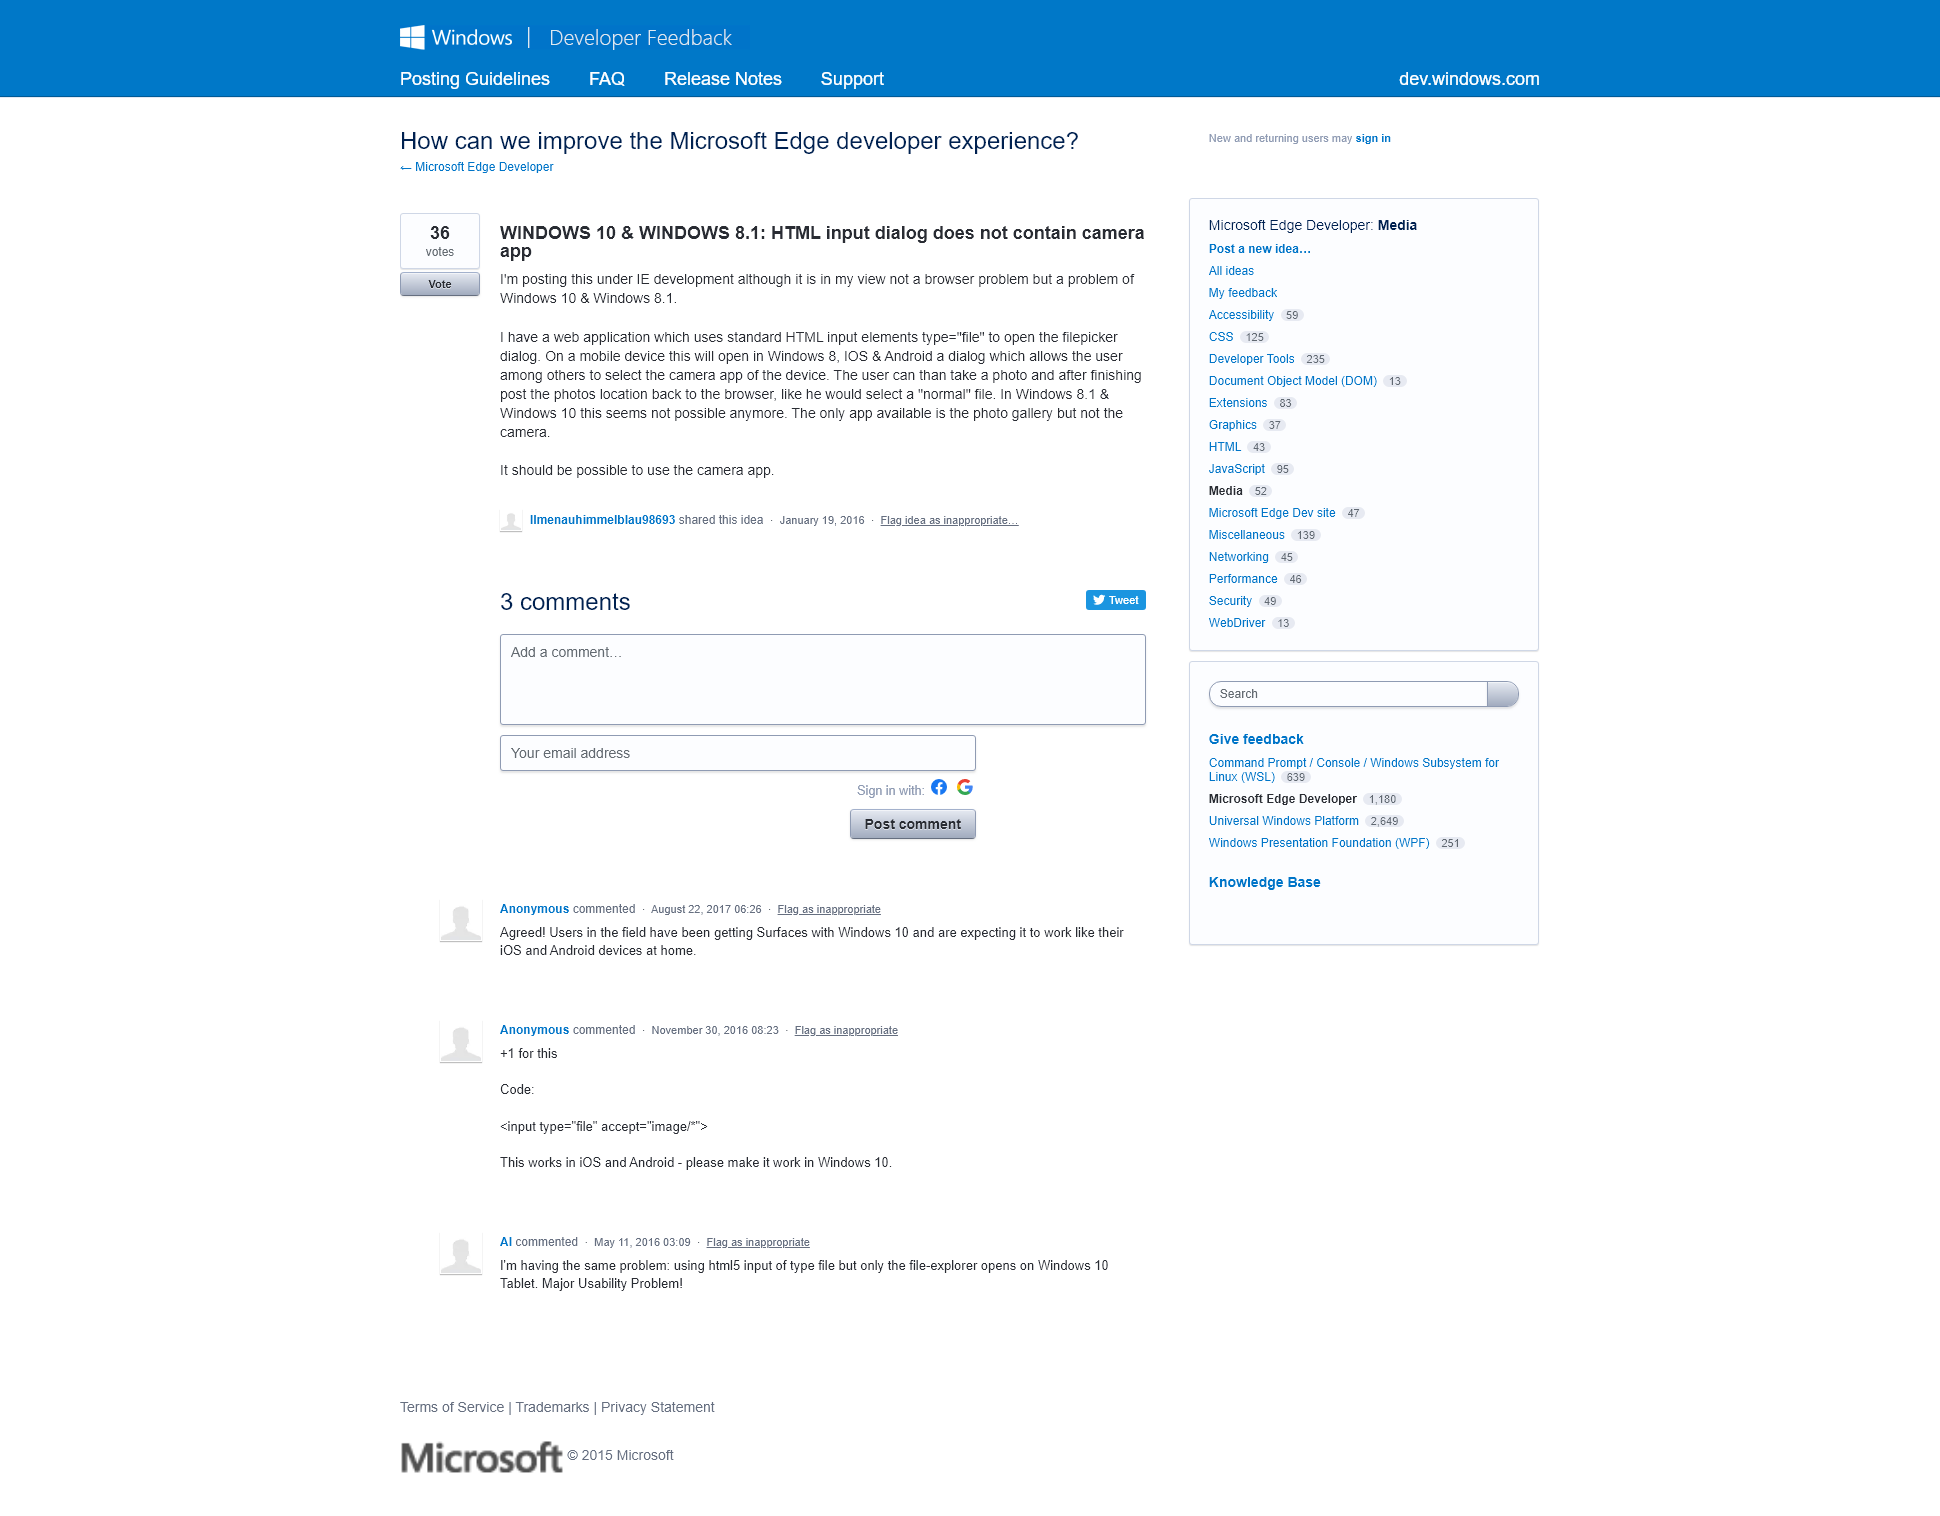 Windows | Developer Feedback
Posting Guidelines FAQ Release Notes Support dev.windows.com
How can we improve the Microsoft Edge developer experience?
← Microsoft Edge Developer
New and returning users may sign in
36
votes
Vote
WINDOWS 10 & WINDOWS 8.1: HTML input dialog does not contain camera
app
I'm posting this under IE development although it is in my view not a browser problem but a problem of
Windows 10 & Windows 8.1.
I have a web application which uses standard HTML input elements type="file" to open the filepicker
dialog. On a mobile device this will open in Windows 8, IOS & Android a dialog which allows the user
among others to select the camera app of the device. The user can than take a photo and after finishing
post the photos location back to the browser, like he would select a "normal" file. In Windows 8.1 &
Windows 10 this seems not possible anymore. The only app available is the photo gallery but not the
camera.
It should be possible to use the camera app.
Ilmenauhimmelblau98693 shared this idea · January 19, 2016 · Flag idea as inappropriate…
3 comments
Tweet
Add a comment…
Your email address
Sign in with:
Post comment
Anonymous commented · August 22, 2017 06:26 · Flag as inappropriate
Agreed! Users in the field have been getting Surfaces with Windows 10 and are expecting it to work like their
iOS and Android devices at home.
Anonymous commented · November 30, 2016 08:23 · Flag as inappropriate
+1 for this
Code:
<input type="file" accept="image/*">
This works in iOS and Android - please make it work in Windows 10.
Al commented · May 11, 2016 03:09 · Flag as inappropriate
I'm having the same problem: using html5 input of type file but only the file-explorer opens on Windows 10
Tablet. Major Usability Problem!
Microsoft Edge Developer: Media
Post a new idea…
All ideas
My feedback
Accessibility 59
CSS 125
Developer Tools 235
Document Object Model (DOM) 13
Extensions 83
Graphics 37
HTML 43
JavaScript 95
Media 52
Microsoft Edge Dev site 47
Miscellaneous 139
Networking 45
Performance 46
Security 49
WebDriver 13
Search
Give feedback
Command Prompt / Console / Windows Subsystem for
Linux (WSL) 639
Microsoft Edge Developer 1,180
Universal Windows Platform 2,649
Windows Presentation Foundation (WPF) 251
Knowledge Base
Terms of Service | Trademarks | Privacy Statement
Microsoft © 2015 Microsoft